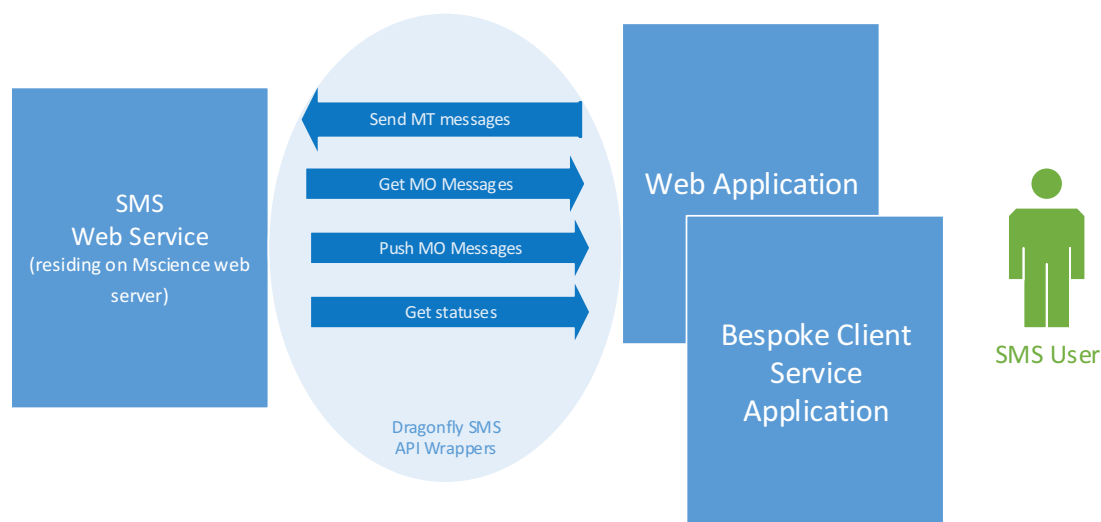 SMS
Web Service
(residing on Mscience web
server)
Send MT messages
Get MO Messages
Push MO Messages
Get statuses
Dragonfly SMS
API Wrappers
Web Application
Bespoke Client
Service
Application
SMS User